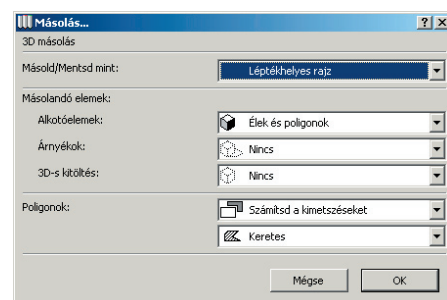 Másolás...
3D másolás
Másold/Mentsd mint: Léptékhelyes rajz
Másolandó elemek:
Alkotóelemek: Élek és poligonok
Árnyékok: Nincs
3D-s kitöltés: Nincs
Poligonok: Számítsd a kimetszéseket
Keretes
Mégse OK